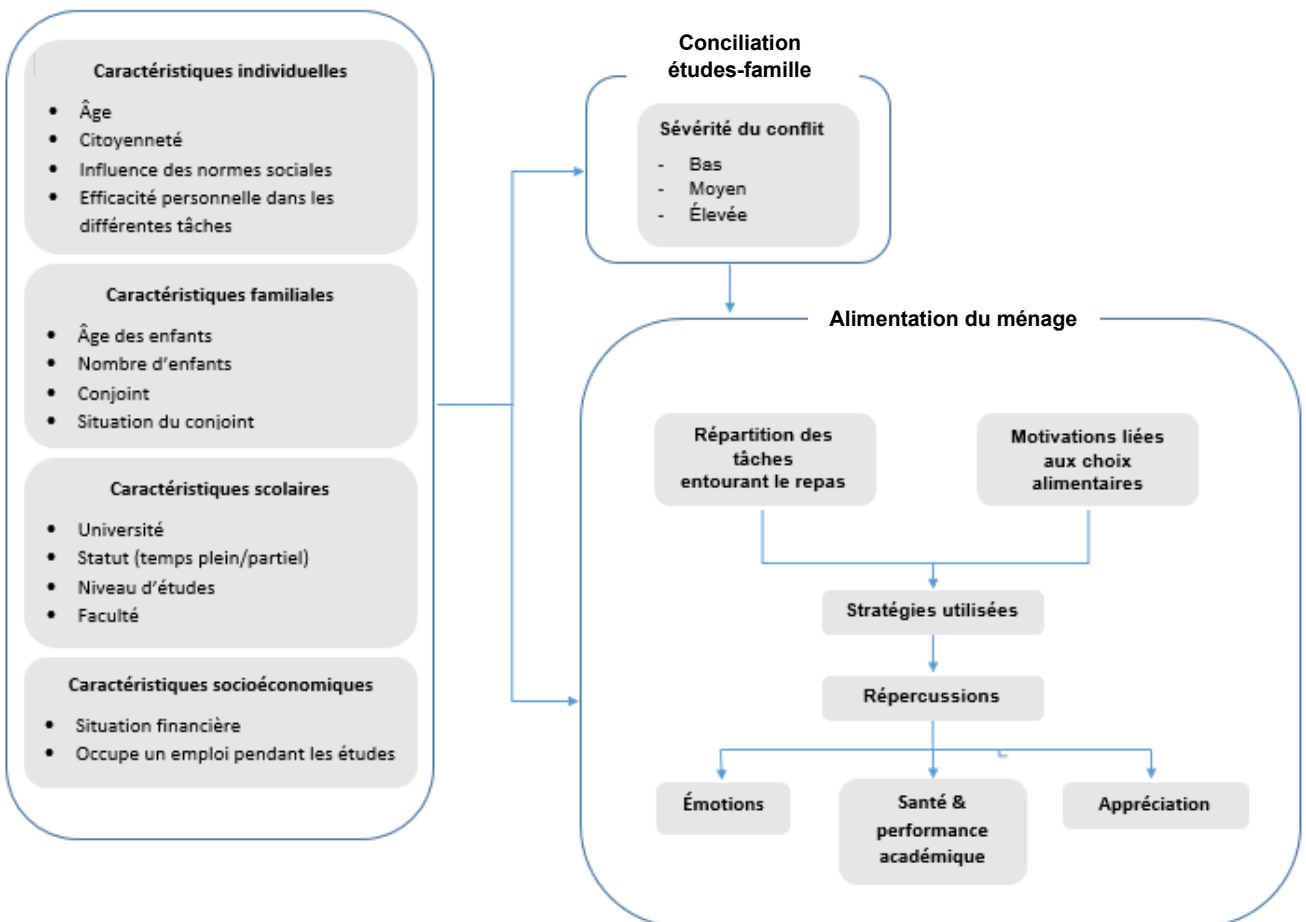 Caractéristiques individuelles
• Âge
• Citoyenneté
• Influence des normes sociales
• Efficacité personnelle dans les
différentes tâches
Caractéristiques familiales
• Âge des enfants
• Nombre d'enfants
• Conjoint
• Situation du conjoint
Caractéristiques scolaires
• Université
• Statut (temps plein/partiel)
• Niveau d'études
• Faculté
Caractéristiques socioéconomiques
• Situation financière
• Occupe un emploi pendant les études
Conciliation
études-famille
Sévérité du conflit
- Bas
- Moyen
- Élevée
Alimentation du ménage
Répartition des
tâches
entourant le repas
Motivations liées
aux choix
alimentaires
Stratégies utilisées
Répercussions
Émotions
Santé &
performance
académique
Appréciation